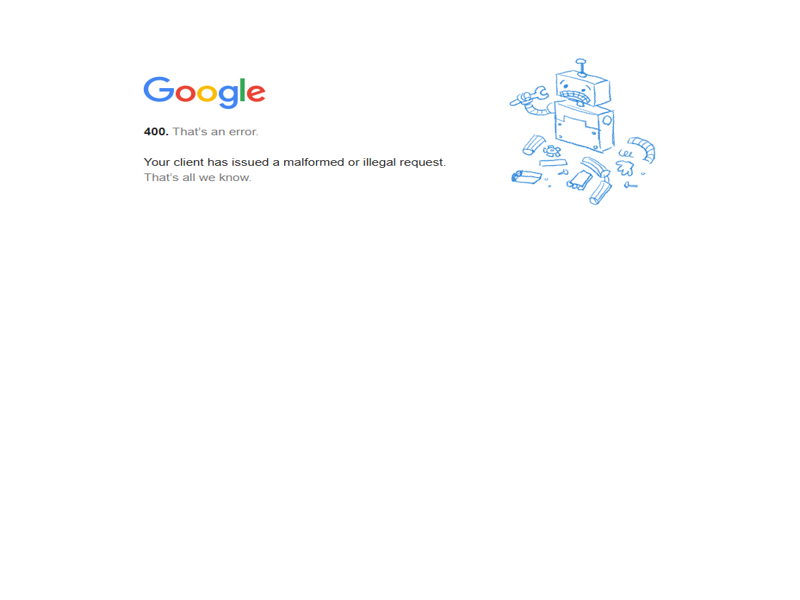 Google
400. That's an error.
Your client has issued a malformed or illegal request.
That's all we know.